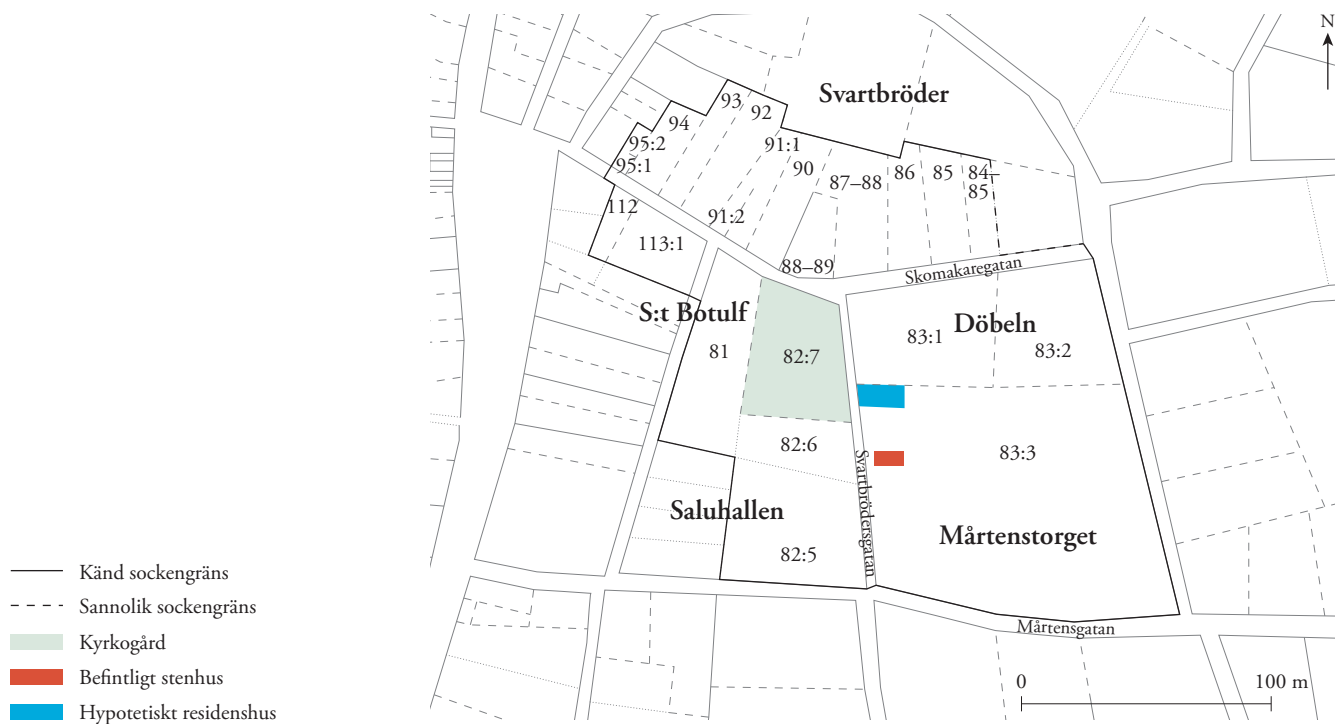 N
Svartbröder
93
92
94
95:2
95:1
91:1
90
87–88
86
85
84–
85
112
91:2
113:1
88–89
Skomakaregatan
S:t Botulf
Döbeln
81
82:7
83:1
83:2
82:6
83:3
Svartbrödersgatan
Saluhallen
Mårtenstorget
82:5
Mårtensgatan
0
100 m
Känd sockengräns
Sannolik sockengräns
Kyrkogård
Befintligt stenhus
Hypotetiskt residenshus